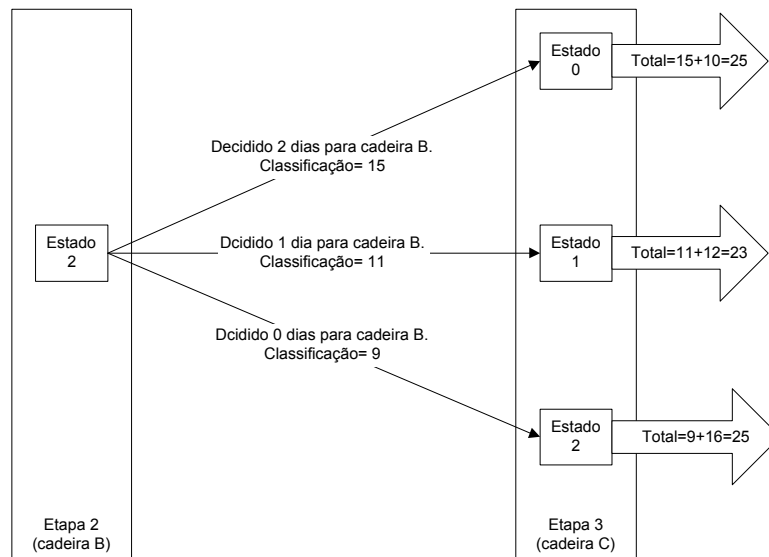 Estado
0
Total=15+10=25
Decidido 2 dias para cadeira B.
Classificação= 15
Estado
2
Dcidido 1 dia para cadeira B.
Classificação= 11
Estado
1
Total=11+12=23
Dcidido 0 dias para cadeira B.
Classificação= 9
Estado
2
Total=9+16=25
Etapa 2
(cadeira B)
Etapa 3
(cadeira C)